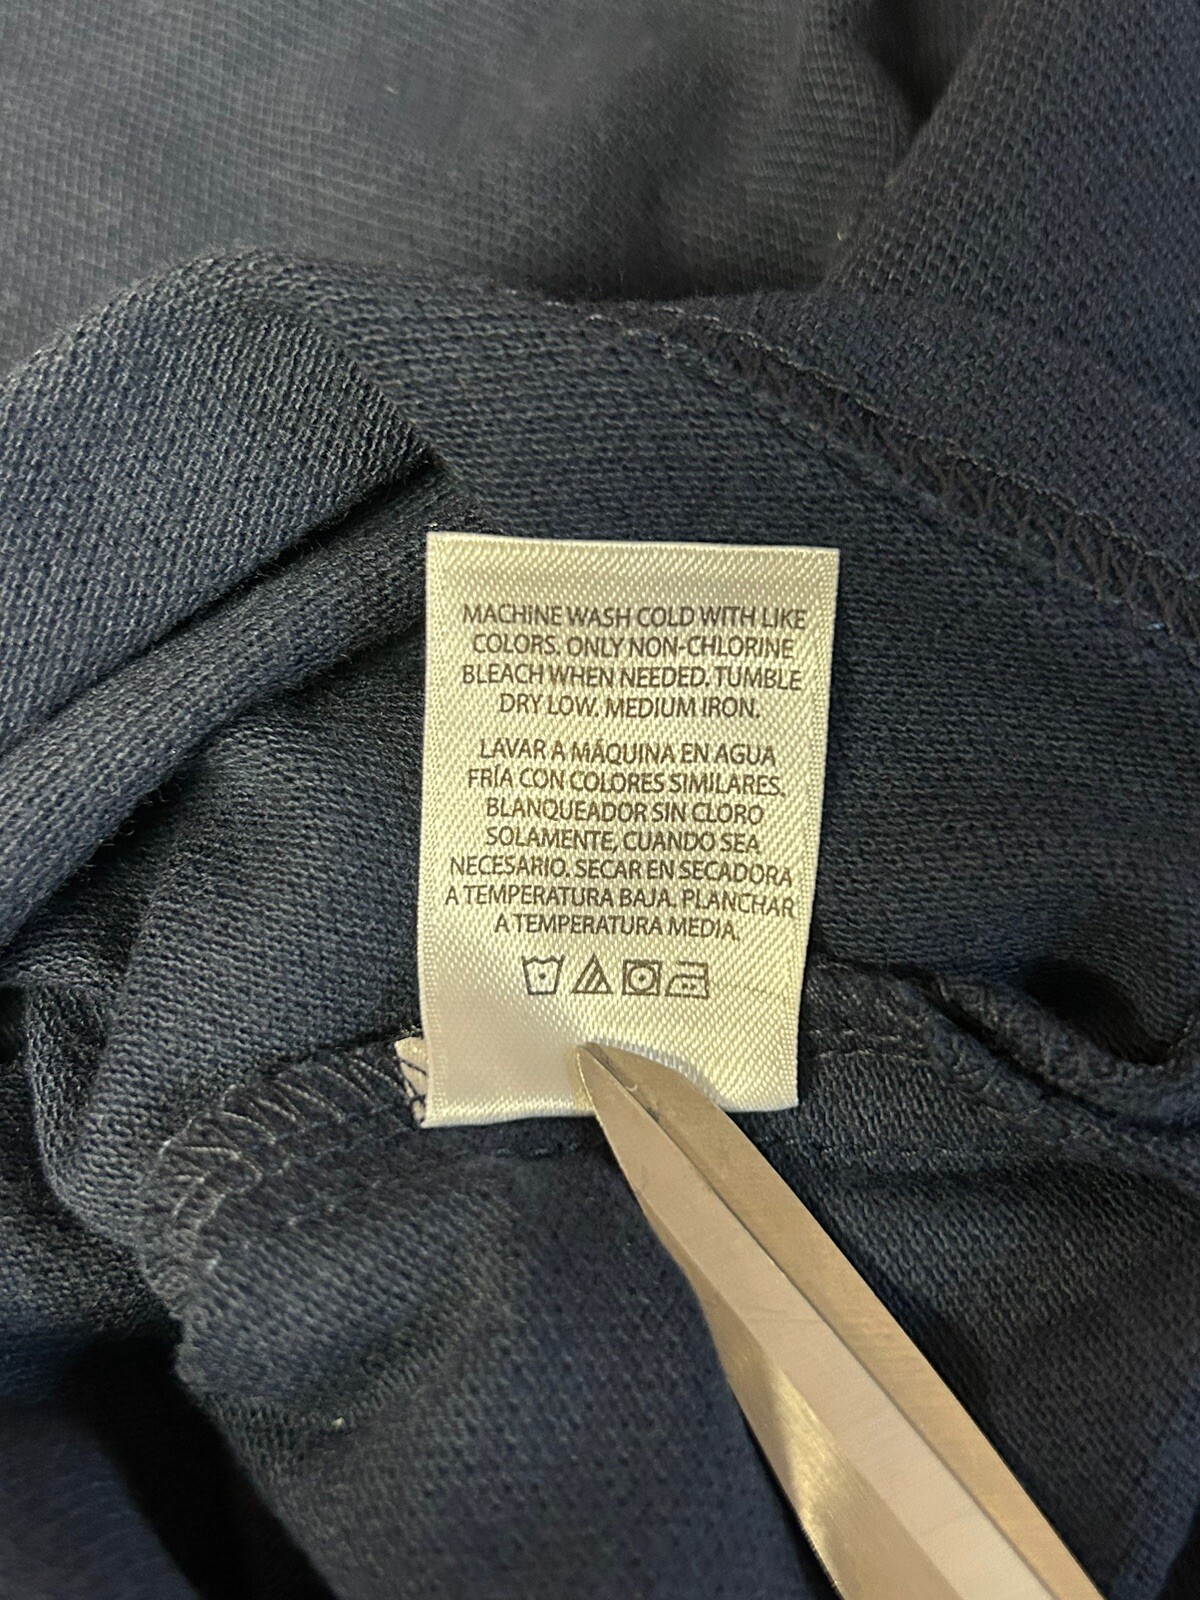 MACHINE WASH COLD WITH LIKE
COLORS. ONLY NON-CHLORINE
BLEACH WHEN NEEDED. TUMBLE
DRY LOW. MEDIUM IRON.
LAVAR A MÁQUINA EN AGUA
FRÍA CON COLORES SIMILARES.
BLANQUEADOR SIN CLORO
SOLAMENTE, CUANDO SEA
NECESARIO. SECAR EN SECADORA
A TEMPERATURA BAJA. PLANCHAR
A TEMPERATURA MEDIA.